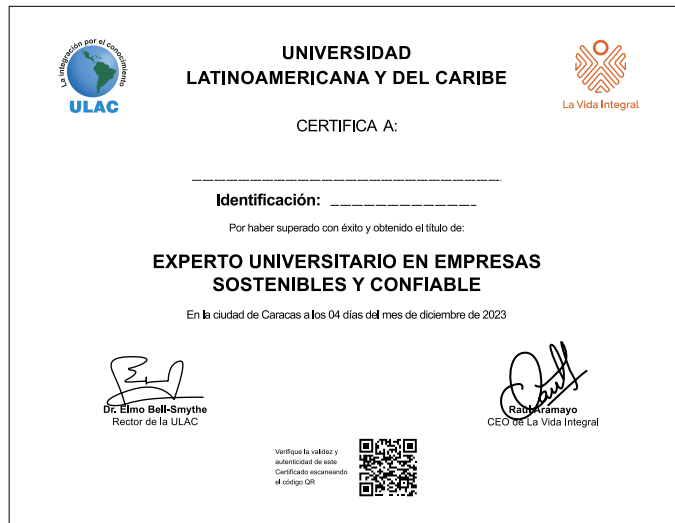 La integración por el conocimiento
ULAC
UNIVERSIDAD
LATINOAMERICANA Y DEL CARIBE
La Vida Integral
CERTIFICA A:
Identificación:
Por haber superado con éxito y obtenido el título de:
EXPERTO UNIVERSITARIO EN EMPRESAS
SOSTENIBLES Y CONFIABLE
En la ciudad de Caracas a los 04 días del mes de diciembre de 2023
Dr. Elmo Bell-Smythe
Rector de la ULAC
Raúl Aramayo
CEO de La Vida Integral
Verifique la validez y
autenticidad de este
Certificado escaneando
el código QR